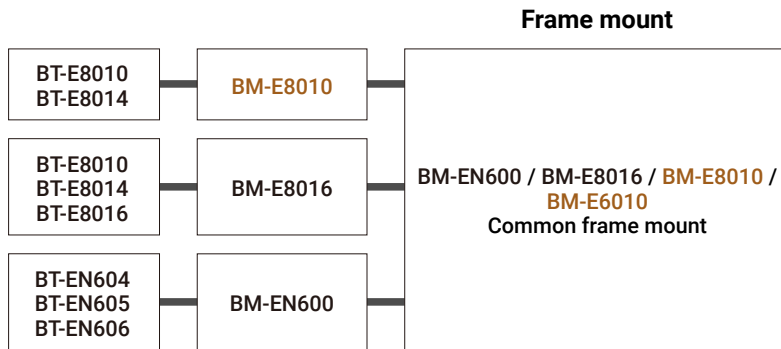 Frame mount
BT-E8010
BT-E8014
BM-E8010
BT-E8010
BT-E8014
BT-E8016
BM-E8016
BT-EN604
BT-EN605
BT-EN606
BM-EN600
BM-EN600 / BM-E8016 / BM-E8010 /
BM-E6010
Common frame mount